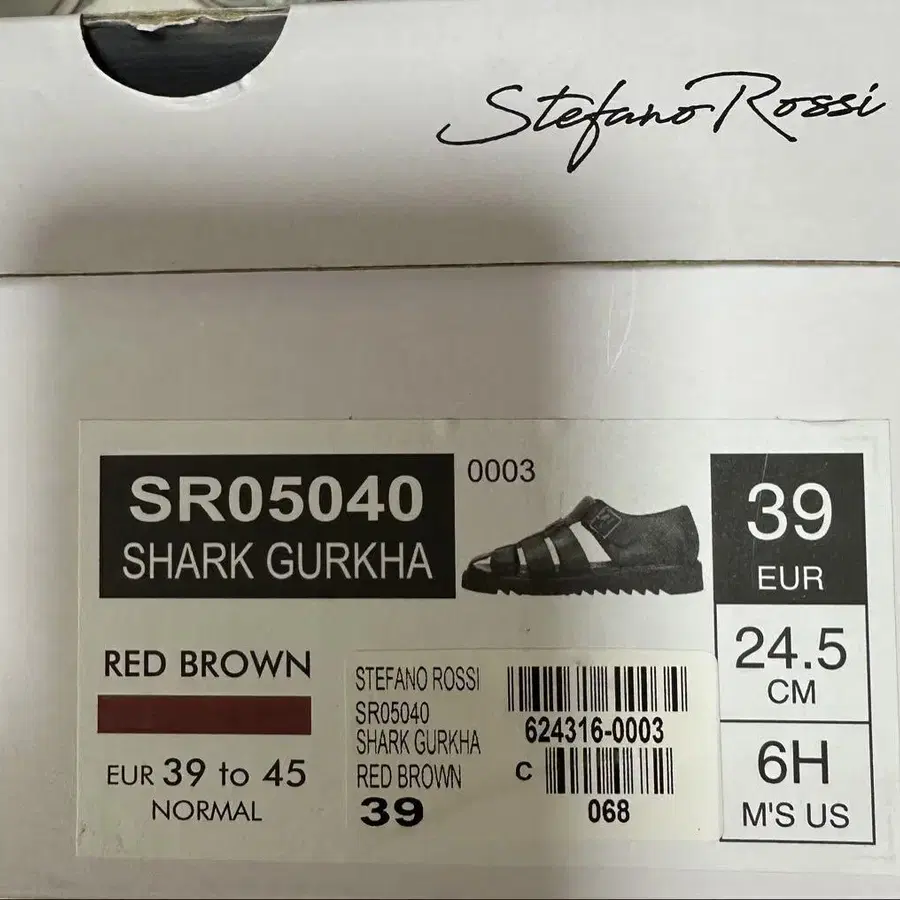 Stefano Rossi
SR05040
SHARK GURKHA
0003
39
EUR
24.5
CM
6H
M'S US
RED BROWN
EUR 39 to 45
NORMAL
STEFANO ROSSI
SR05040
SHARK GURKHA
RED BROWN
39
624316-0003
C
068